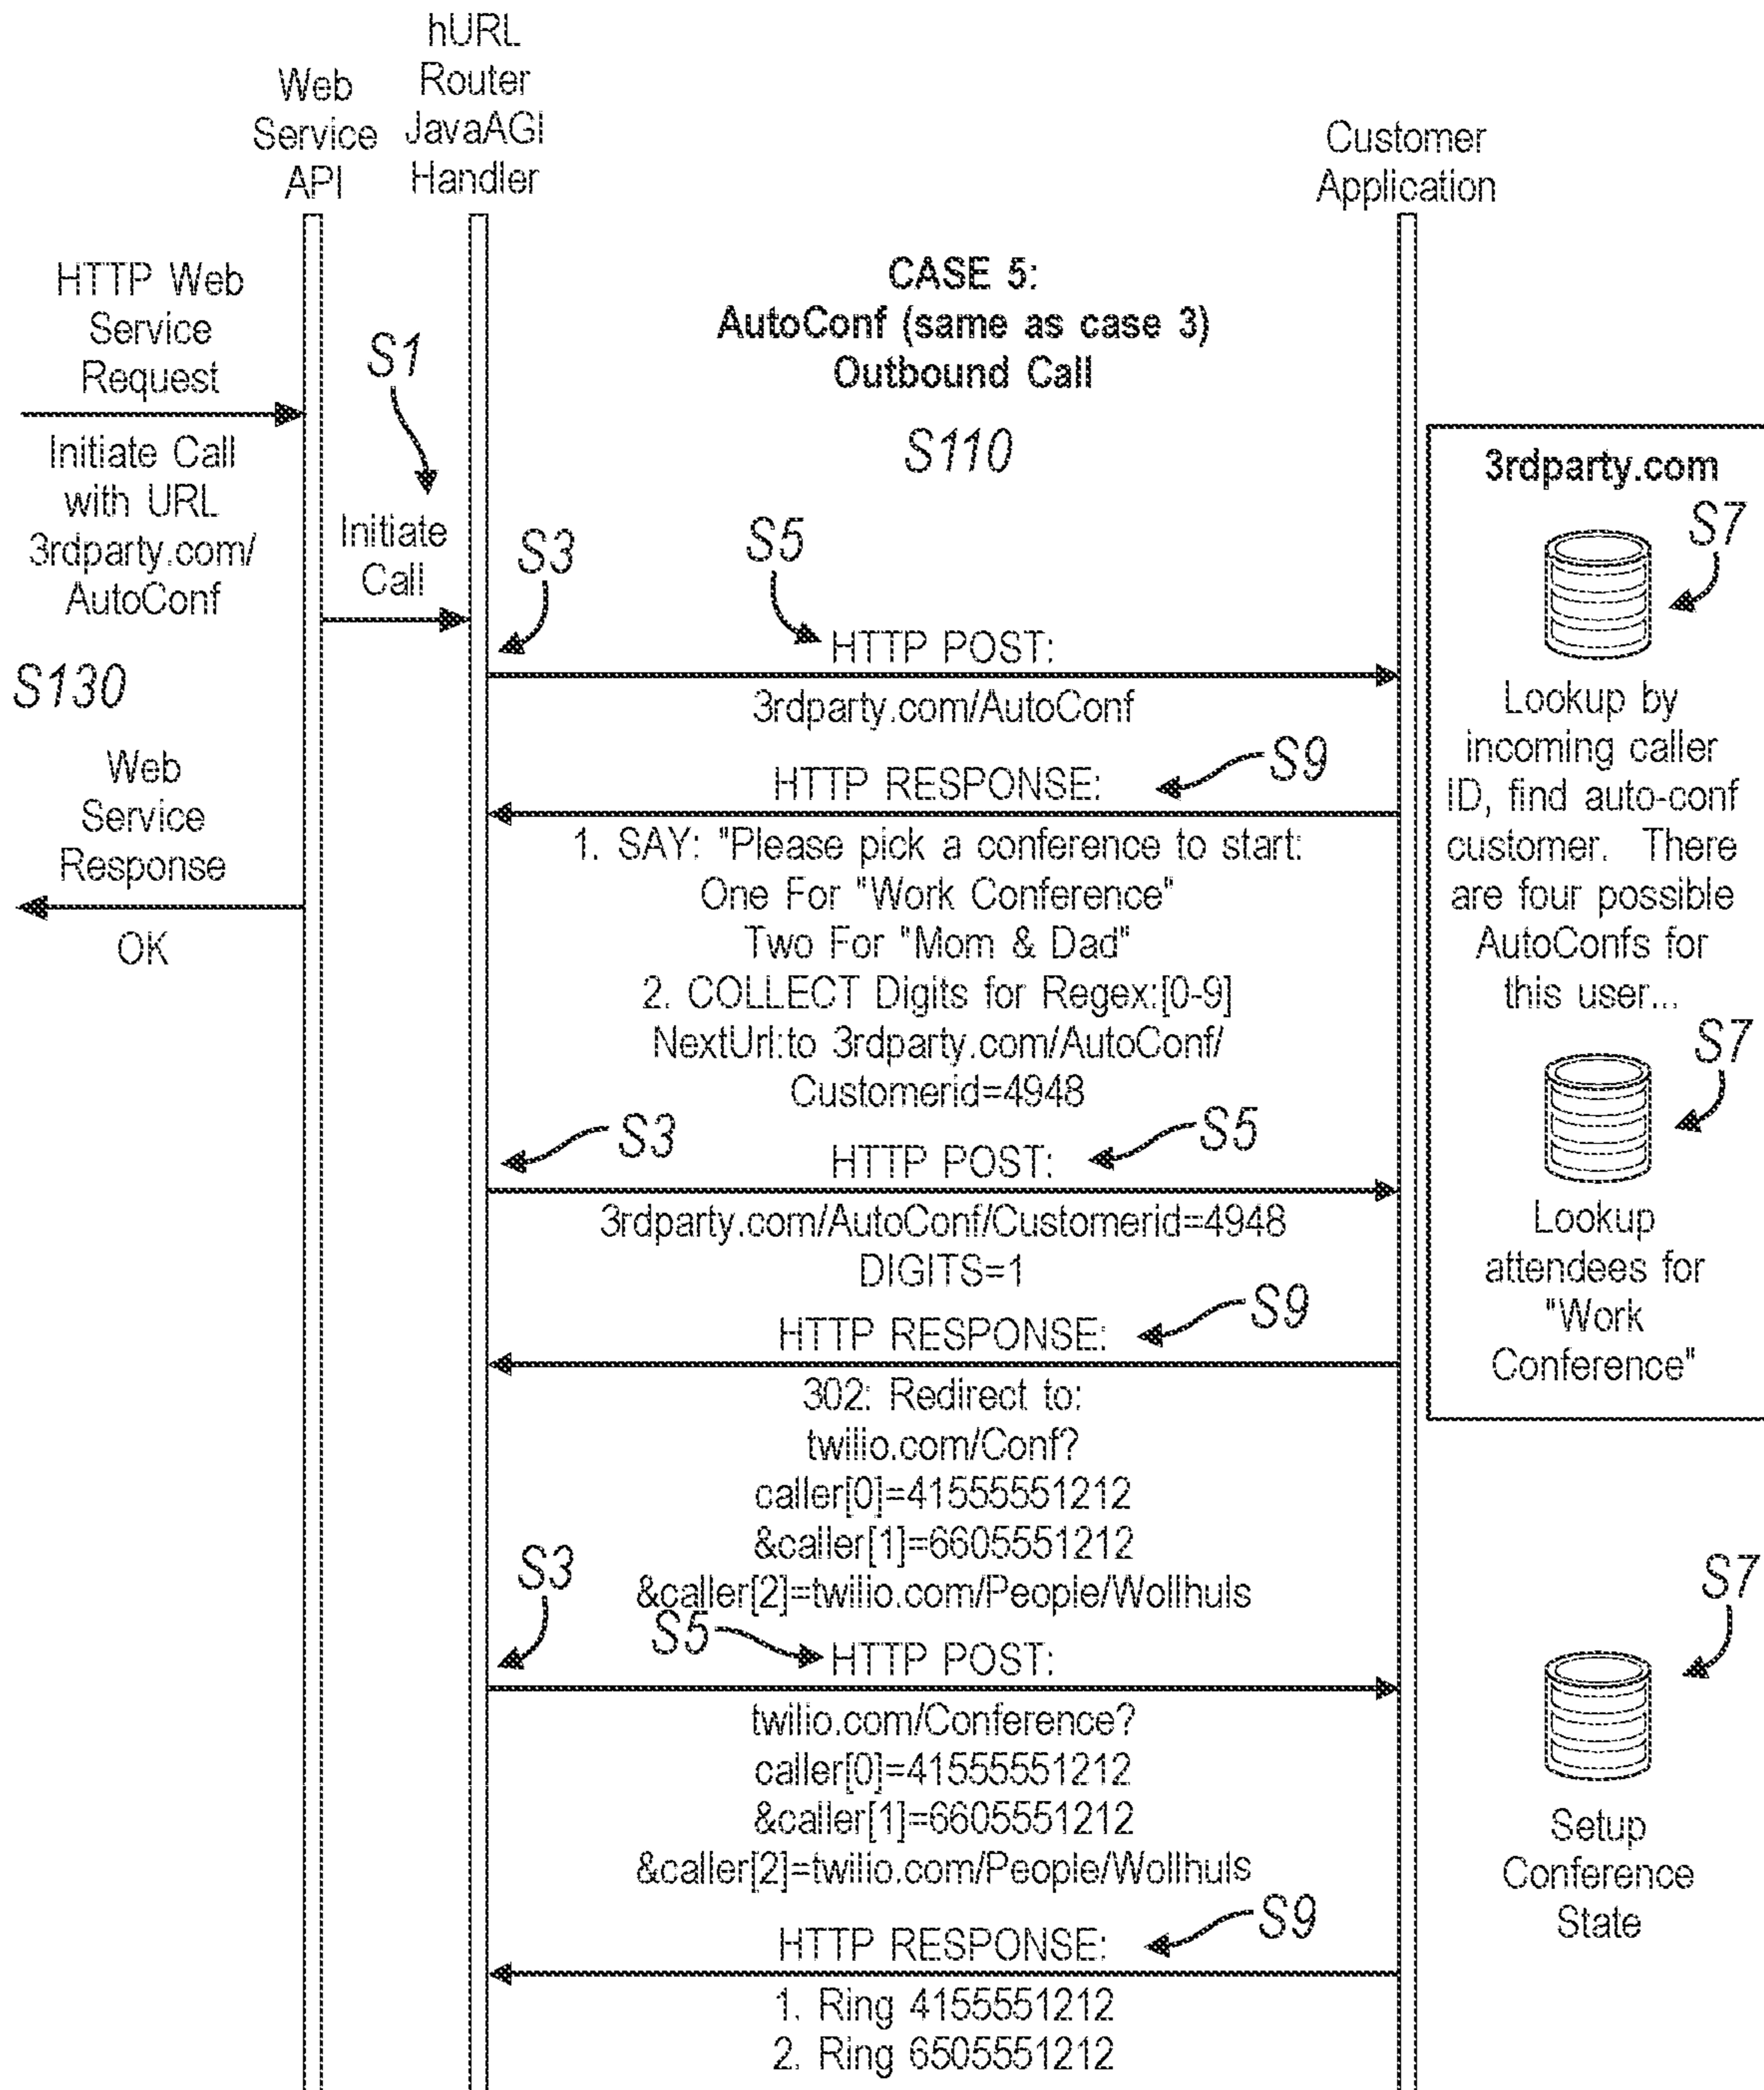 Web
Service
API
hURL
Router
JavaAGI
Handler
Customer
Application
HTTP Web
Service
Request
Initiate Call
with URL
3rdparty.com/
AutoConf
S130
Web
Service
Response
OK
S1
Initiate
Call
CASE 5:
AutoConf (same as case 3)
Outbound Call
S110
S3
S5
HTTP POST:
3rdparty.com/AutoConf
HTTP RESPONSE:
S9
1. SAY: "Please pick a conference to start:
One For "Work Conference"
Two For "Mom & Dad"
2. COLLECT Digits for Regex:[0-9]
NextUrl:to 3rdparty.com/AutoConf/
Customerid=4948
S3
HTTP POST:
S5
3rdparty.com/AutoConf/Customerid=4948
DIGITS=1
HTTP RESPONSE:
S9
302: Redirect to:
twilio.com/Conf?
caller[0]=41555551212
&caller[1]=6605551212
&caller[2]=twilio.com/People/Wollhuls
S3
S5
HTTP POST:
twilio.com/Conference?
caller[0]=41555551212
&caller[1]=6605551212
&caller[2]=twilio.com/People/Wollhuls
HTTP RESPONSE:
S9
1. Ring 4155551212
2. Ring 6505551212
3rdparty.com
S7
Lookup by
incoming caller
ID, find auto-conf
customer. There
are four possible
AutoConfs for
this user...
S7
Lookup
attendees for
"Work
Conference"
S7
Setup
Conference
State